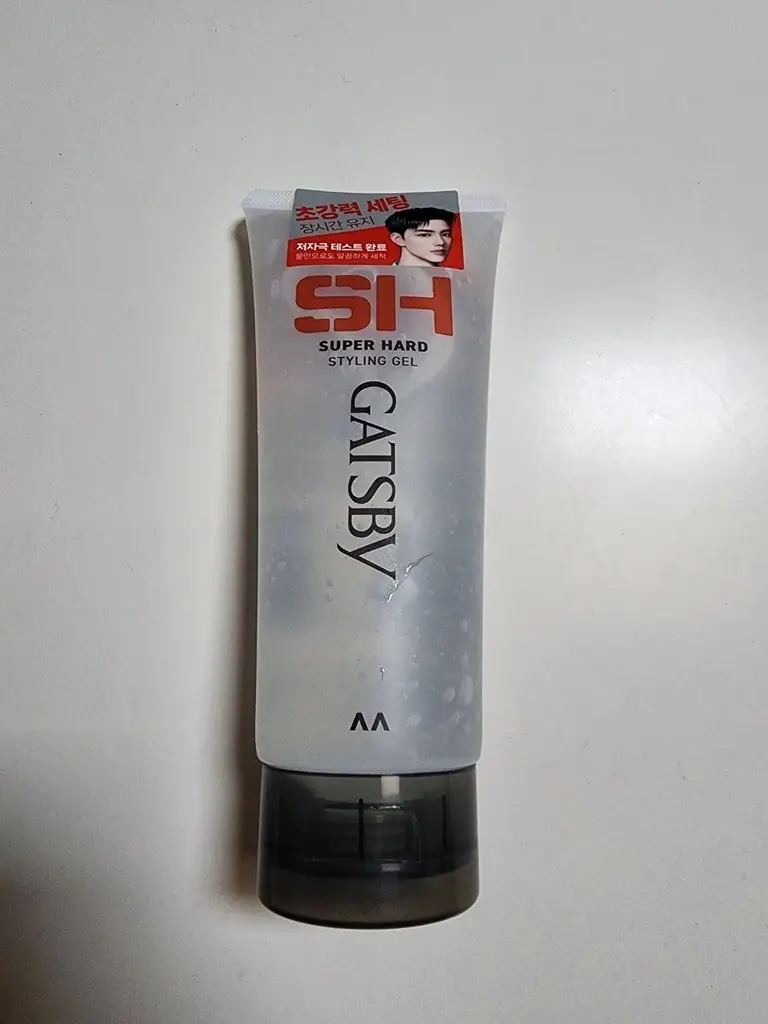 초강력 세팅
장시간 유지
저자극 테스트 완료
물만으로도 말끔하게 세척
SH
SUPER HARD
STYLING GEL
GATSBY